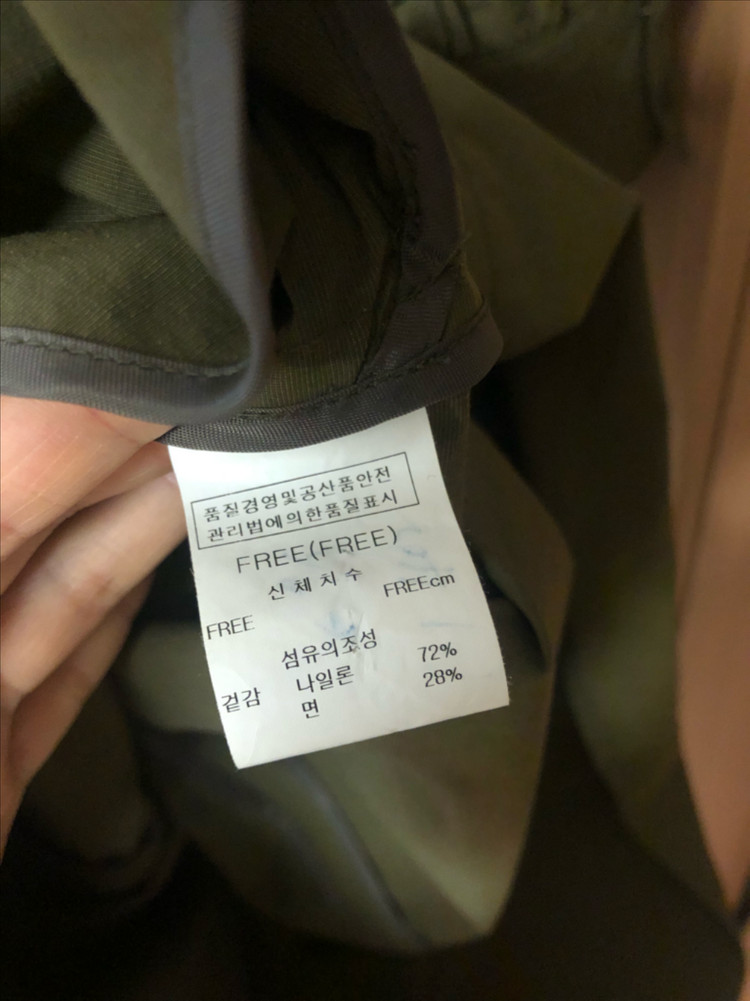 품질경영및공산품안전
관리법에의한품질표시
FREE(FREE)
신체치수
FREE FREEcm
섬유의조성
겉감 나일론 72%
면 28%